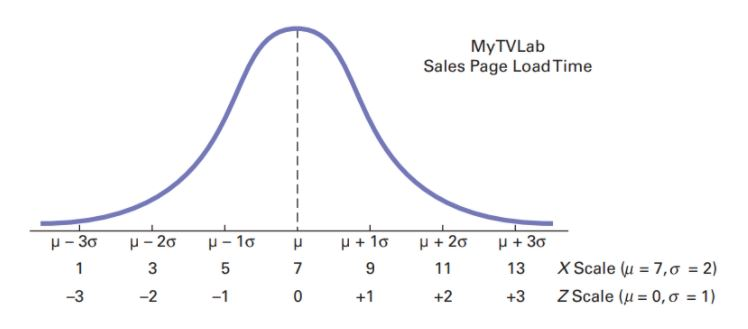 MyTVLab
Sales Page Load Time
μ – 3σ μ – 2σ μ – 1σ μ μ + 1σ μ + 2σ μ + 3σ
1 3 5 7 9 11 13 X Scale (μ = 7, σ = 2)
–3 –2 –1 0 +1 +2 +3 Z Scale (μ = 0, σ = 1)